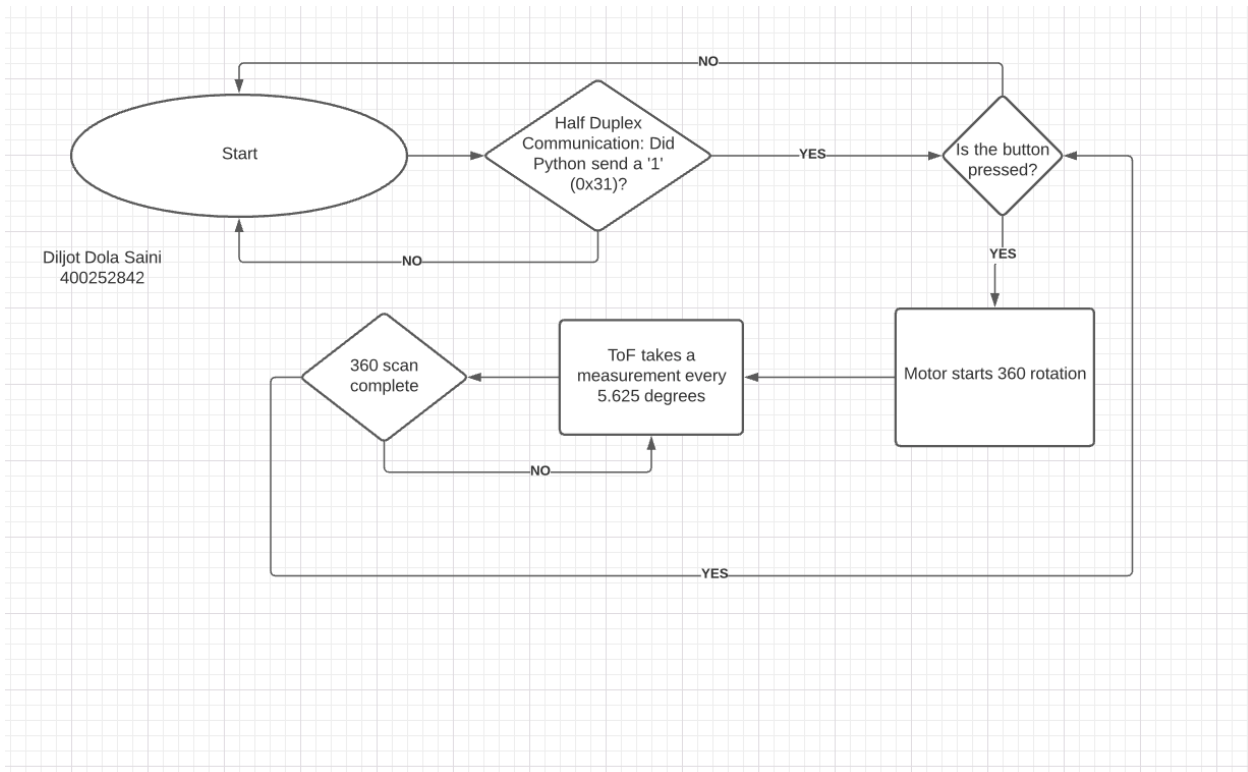 NO
Start
Half Duplex
Communication: Did
Python send a '1'
(0x31)?
YES
Is the button
pressed?
NO
Diljot Dola Saini
400252842
YES
360 scan
complete
ToF takes a
measurement every
5.625 degrees
Motor starts 360 rotation
NO
YES